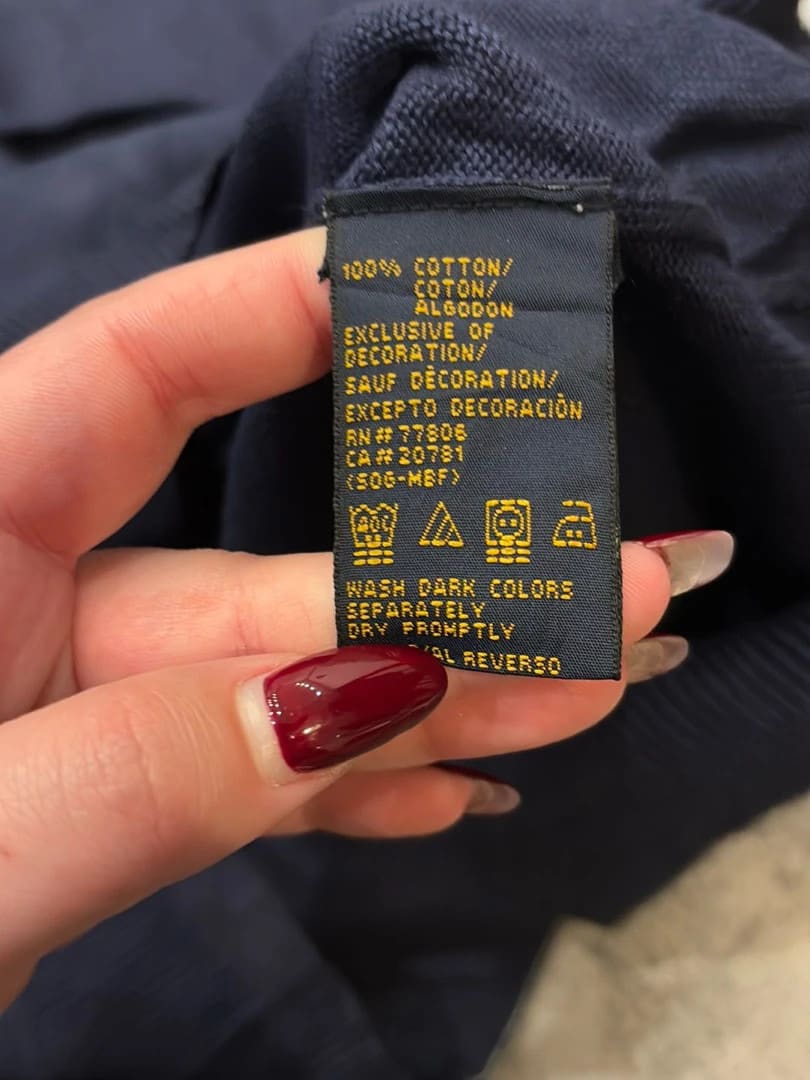 100% COTTON/
COTON/
ALGODON
EXCLUSIVE OF
DECORATION/
SAUF DÉCORATION/
EXCEPTO DECORACIÓN
RN# 77806
CA# 20781
(SOG-MBF)
40C
WASH DARK COLORS
SEPARATELY
DRY PROMPTLY
REVERSO